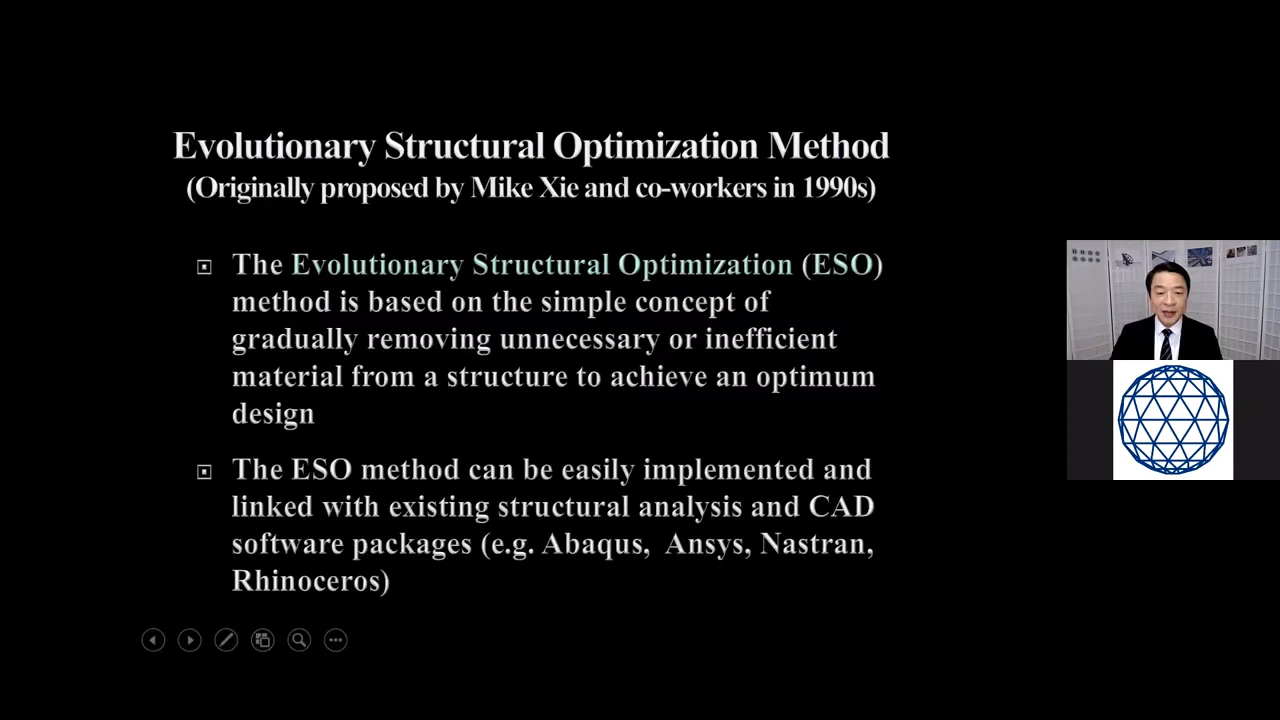 Evolutionary Structural Optimization Method
(Originally proposed by Mike Xie and co-workers in 1990s)
The Evolutionary Structural Optimization (ESO)
method is based on the simple concept of
gradually removing unnecessary or inefficient
material from a structure to achieve an optimum
design
The ESO method can be easily implemented and
linked with existing structural analysis and CAD
software packages (e.g. Abaqus,  Ansys, Nastran,
Rhinoceros)